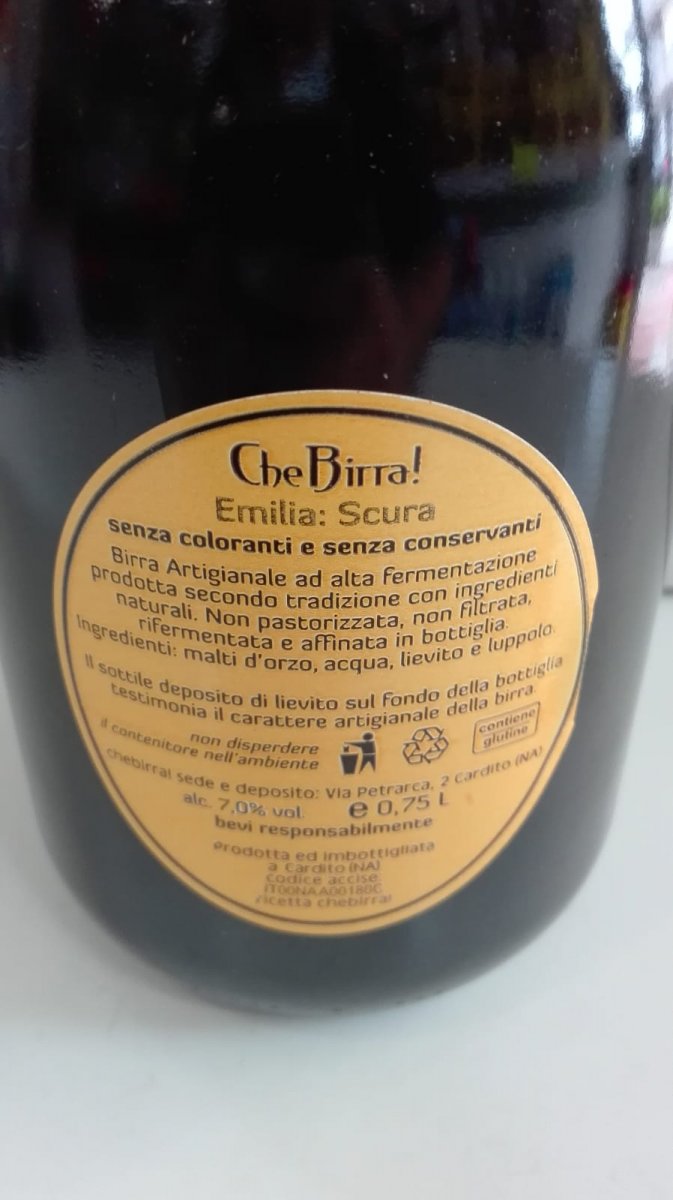 Che Birra!
Emilia: Scura
senza coloranti e senza conservanti
Birra Artigianale ad alta fermentazione
prodotta secondo tradizione con ingredienti
naturali. Non pastorizzata, non filtrata,
rifermentata e affinata in bottiglia.
Ingredienti: malti d'orzo, acqua, lievito e luppolo.
Il sottile deposito di lievito sul fondo della bottiglia
testimonia il carattere artigianale della birra.
non disperdere
il contenitore nell'ambiente
contiene
glutine
chebirra! sede e deposito: Via Petrarca, 2 Cardito (NA)
alc. 7,0% vol. e 0,75 L
bevi responsabilmente
Prodotta ed imbottigliata
a Cardito (NA)
codice accise:
IT00NAA00180G
ricetta chebirra!